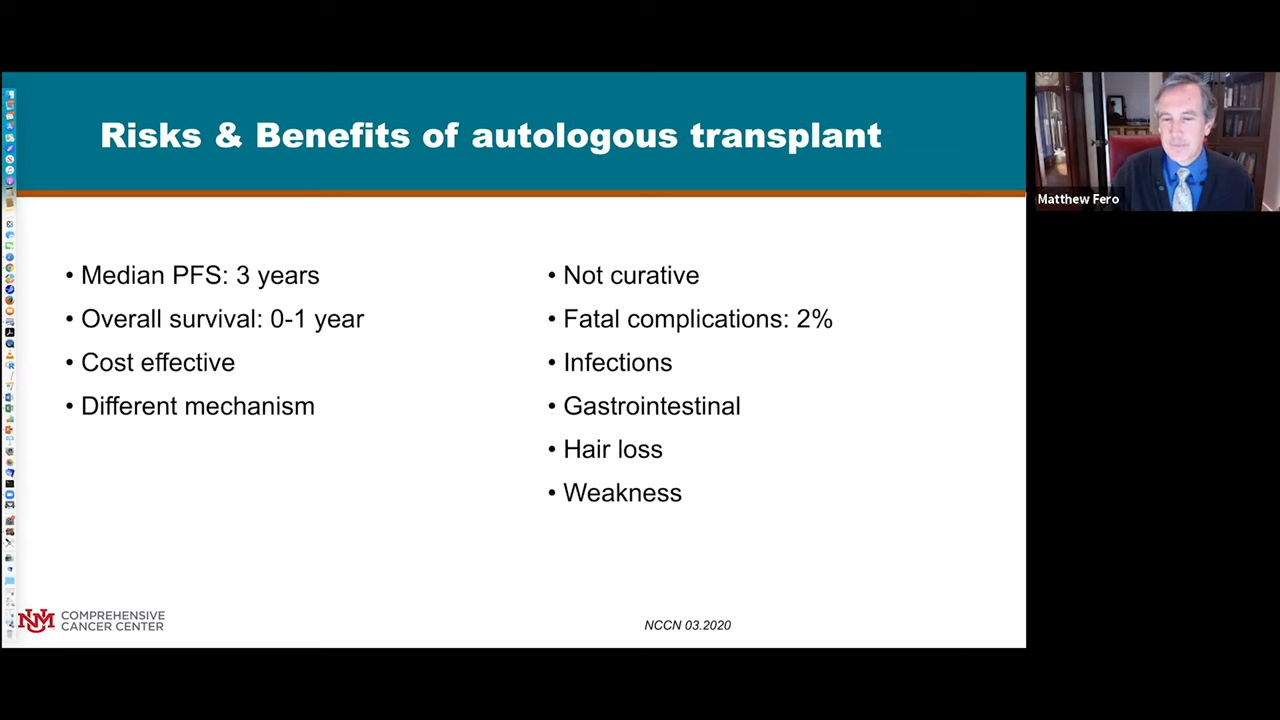 Risks & Benefits of autologous transplant
• Median PFS: 3 years
• Overall survival: 0-1 year
• Cost effective
• Different mechanism
• Not curative
• Fatal complications: 2%
• Infections
• Gastrointestinal
• Hair loss
• Weakness
UNM COMPREHENSIVE
CANCER CENTER
NCCN 03.2020
Matthew Fero